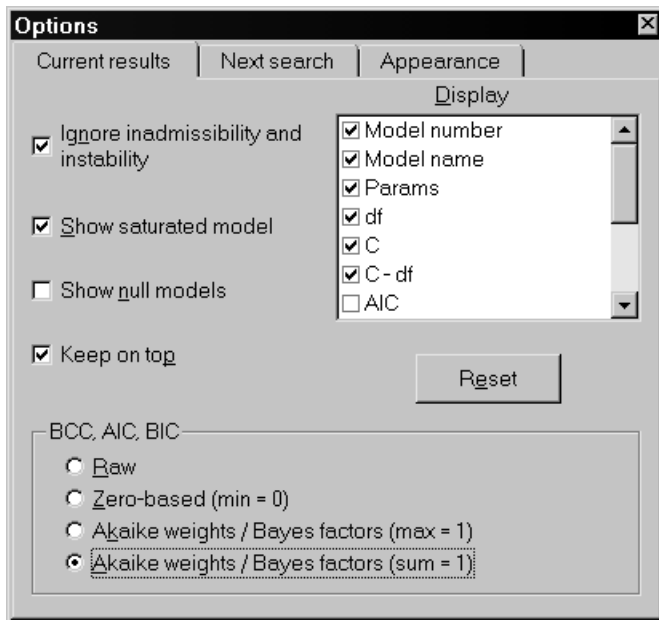 Options
Current results
Next search
Appearance
Display
Ignore inadmissibility and
instability
Show saturated model
Show null models
Keep on top
Model number
Model name
Params
df
C
C - df
AIC
Reset
BCC, AIC, BIC
Raw
Zero-based (min = 0)
Akaike weights / Bayes factors (max = 1)
Akaike weights / Bayes factors (sum = 1)